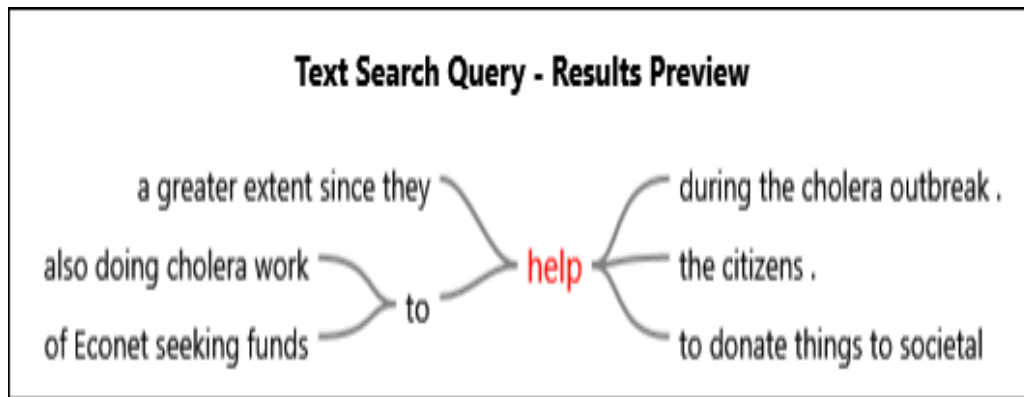 Text Search Query - Results Preview
a greater extent since they
also doing cholera work
of Econet seeking funds
to
help
during the cholera outbreak .
the citizens .
to donate things to societal